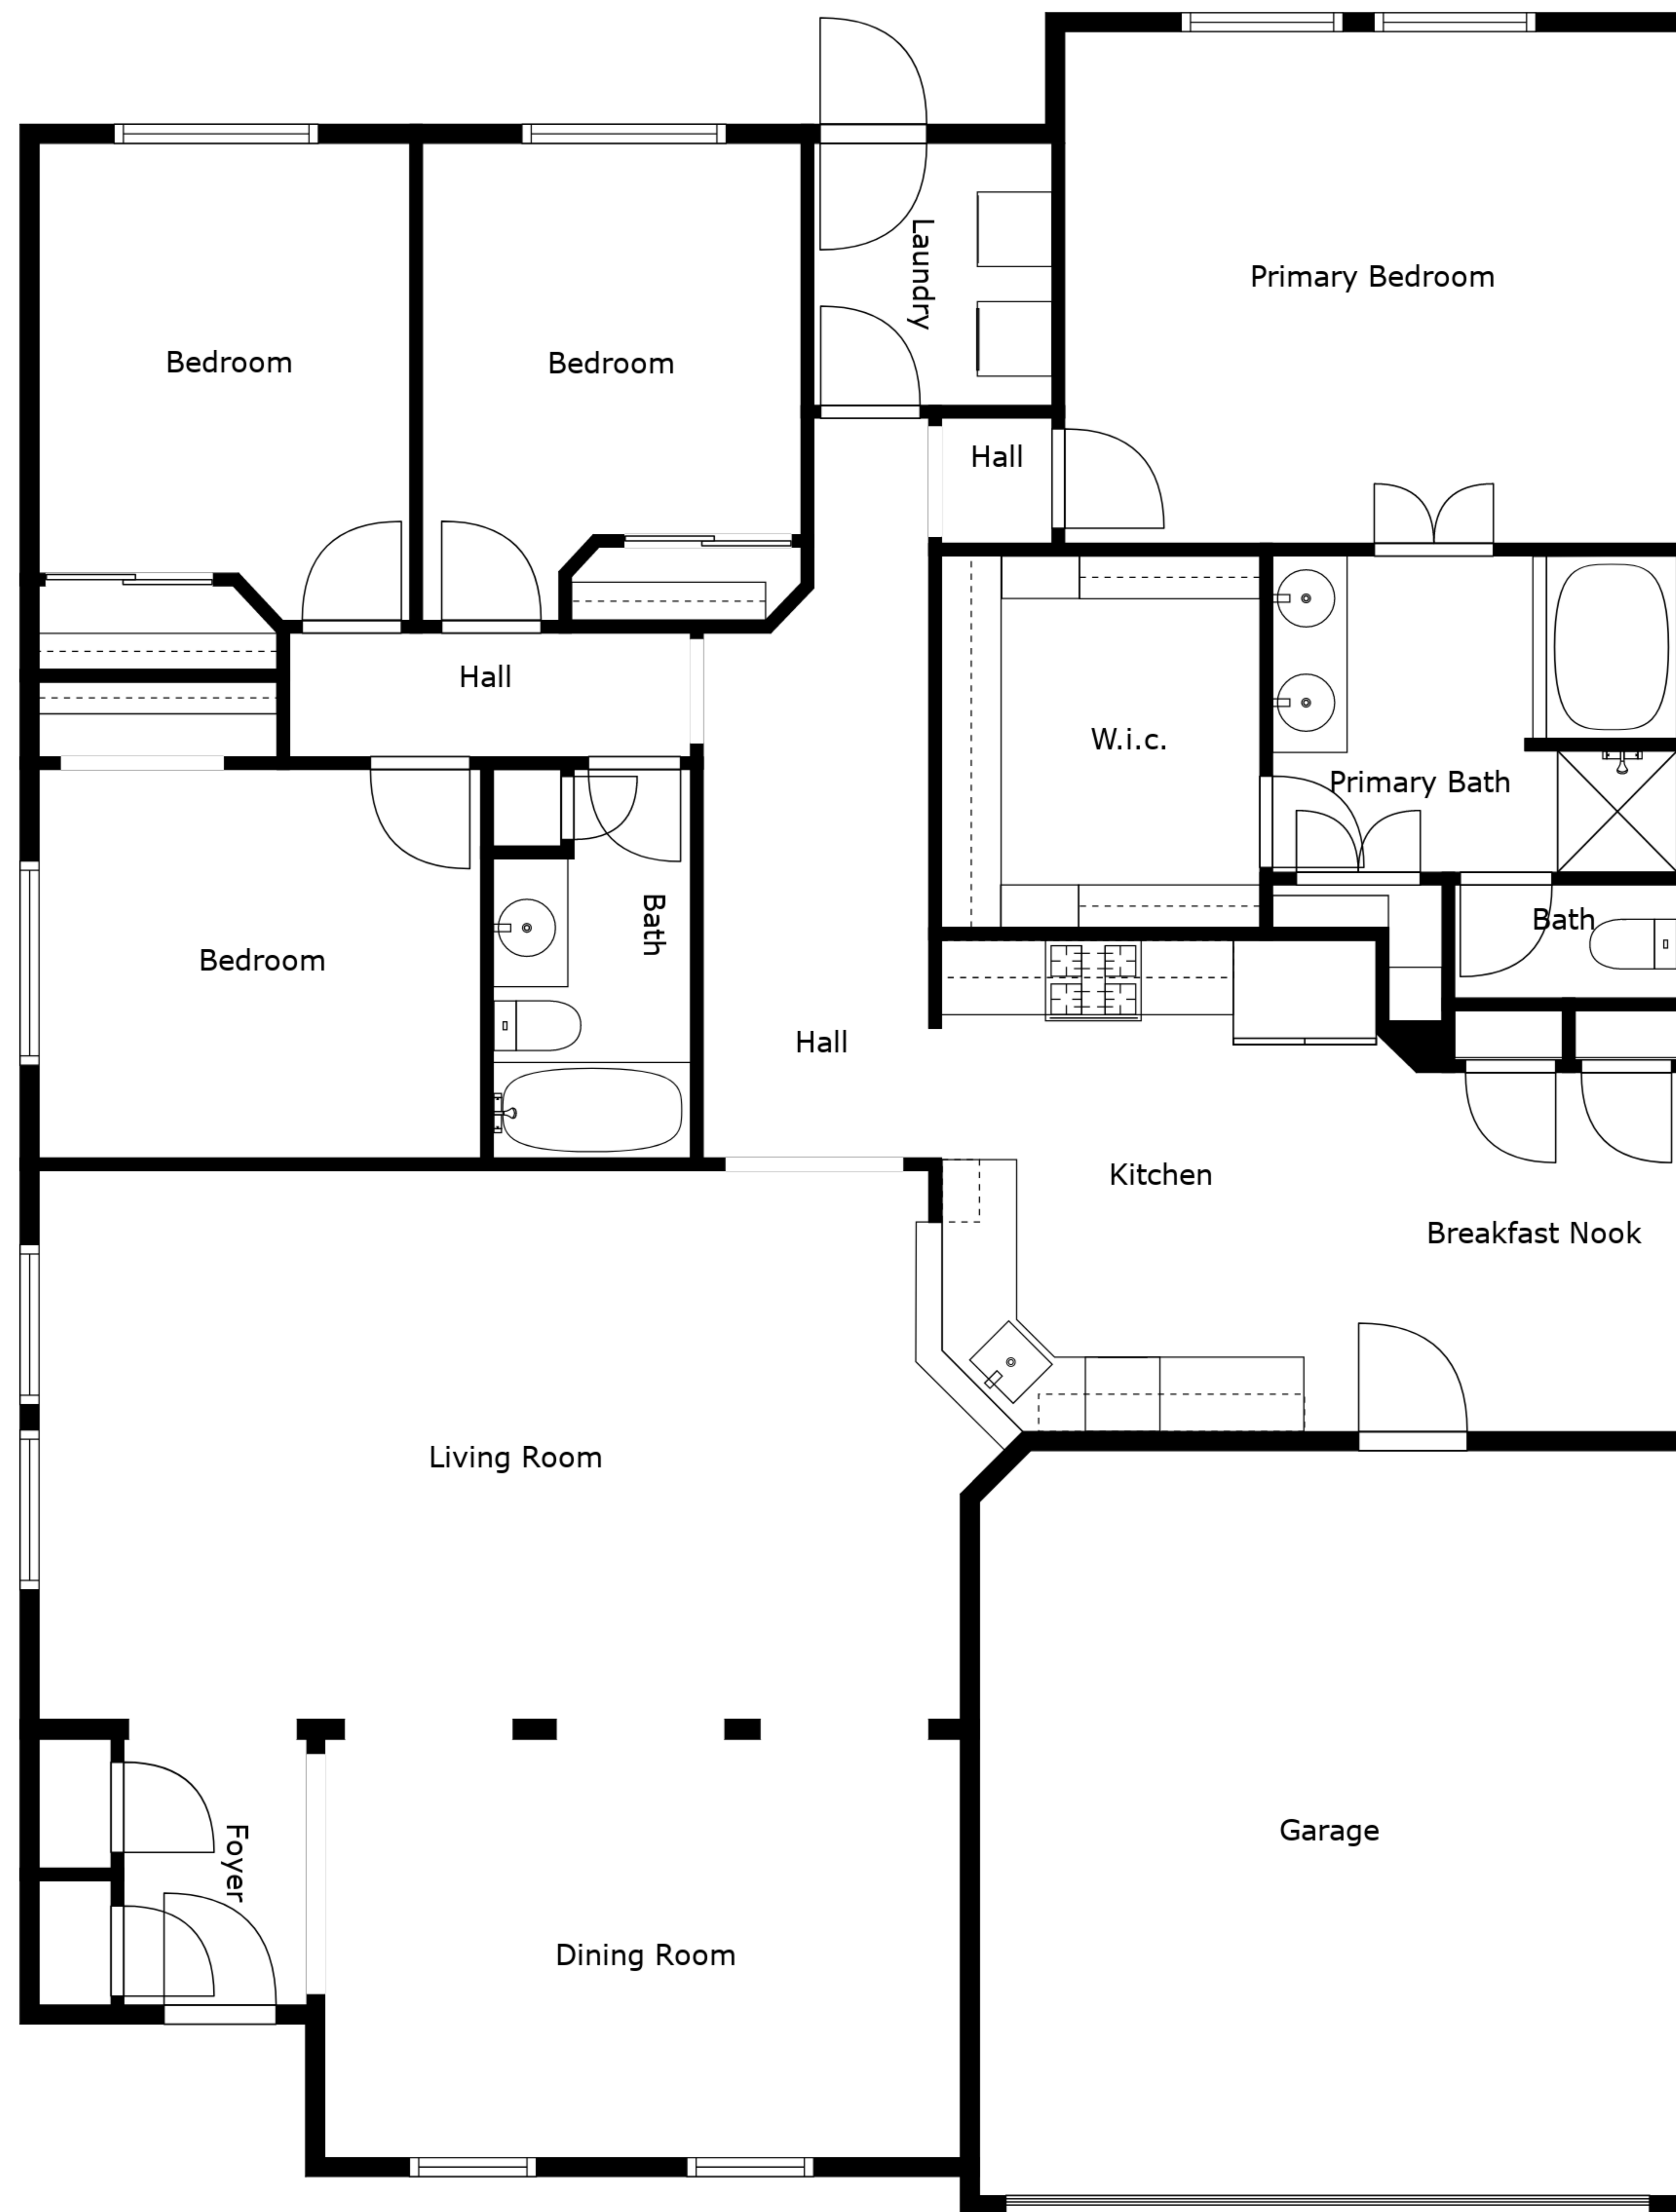 Primary Bedroom
Laundry
Bedroom
Bedroom
Hall
Hall
W.i.c.
Primary Bath
Bath
Bath
Bedroom
Hall
Kitchen
Breakfast Nook
Living Room
Garage
Foyer
Dining Room